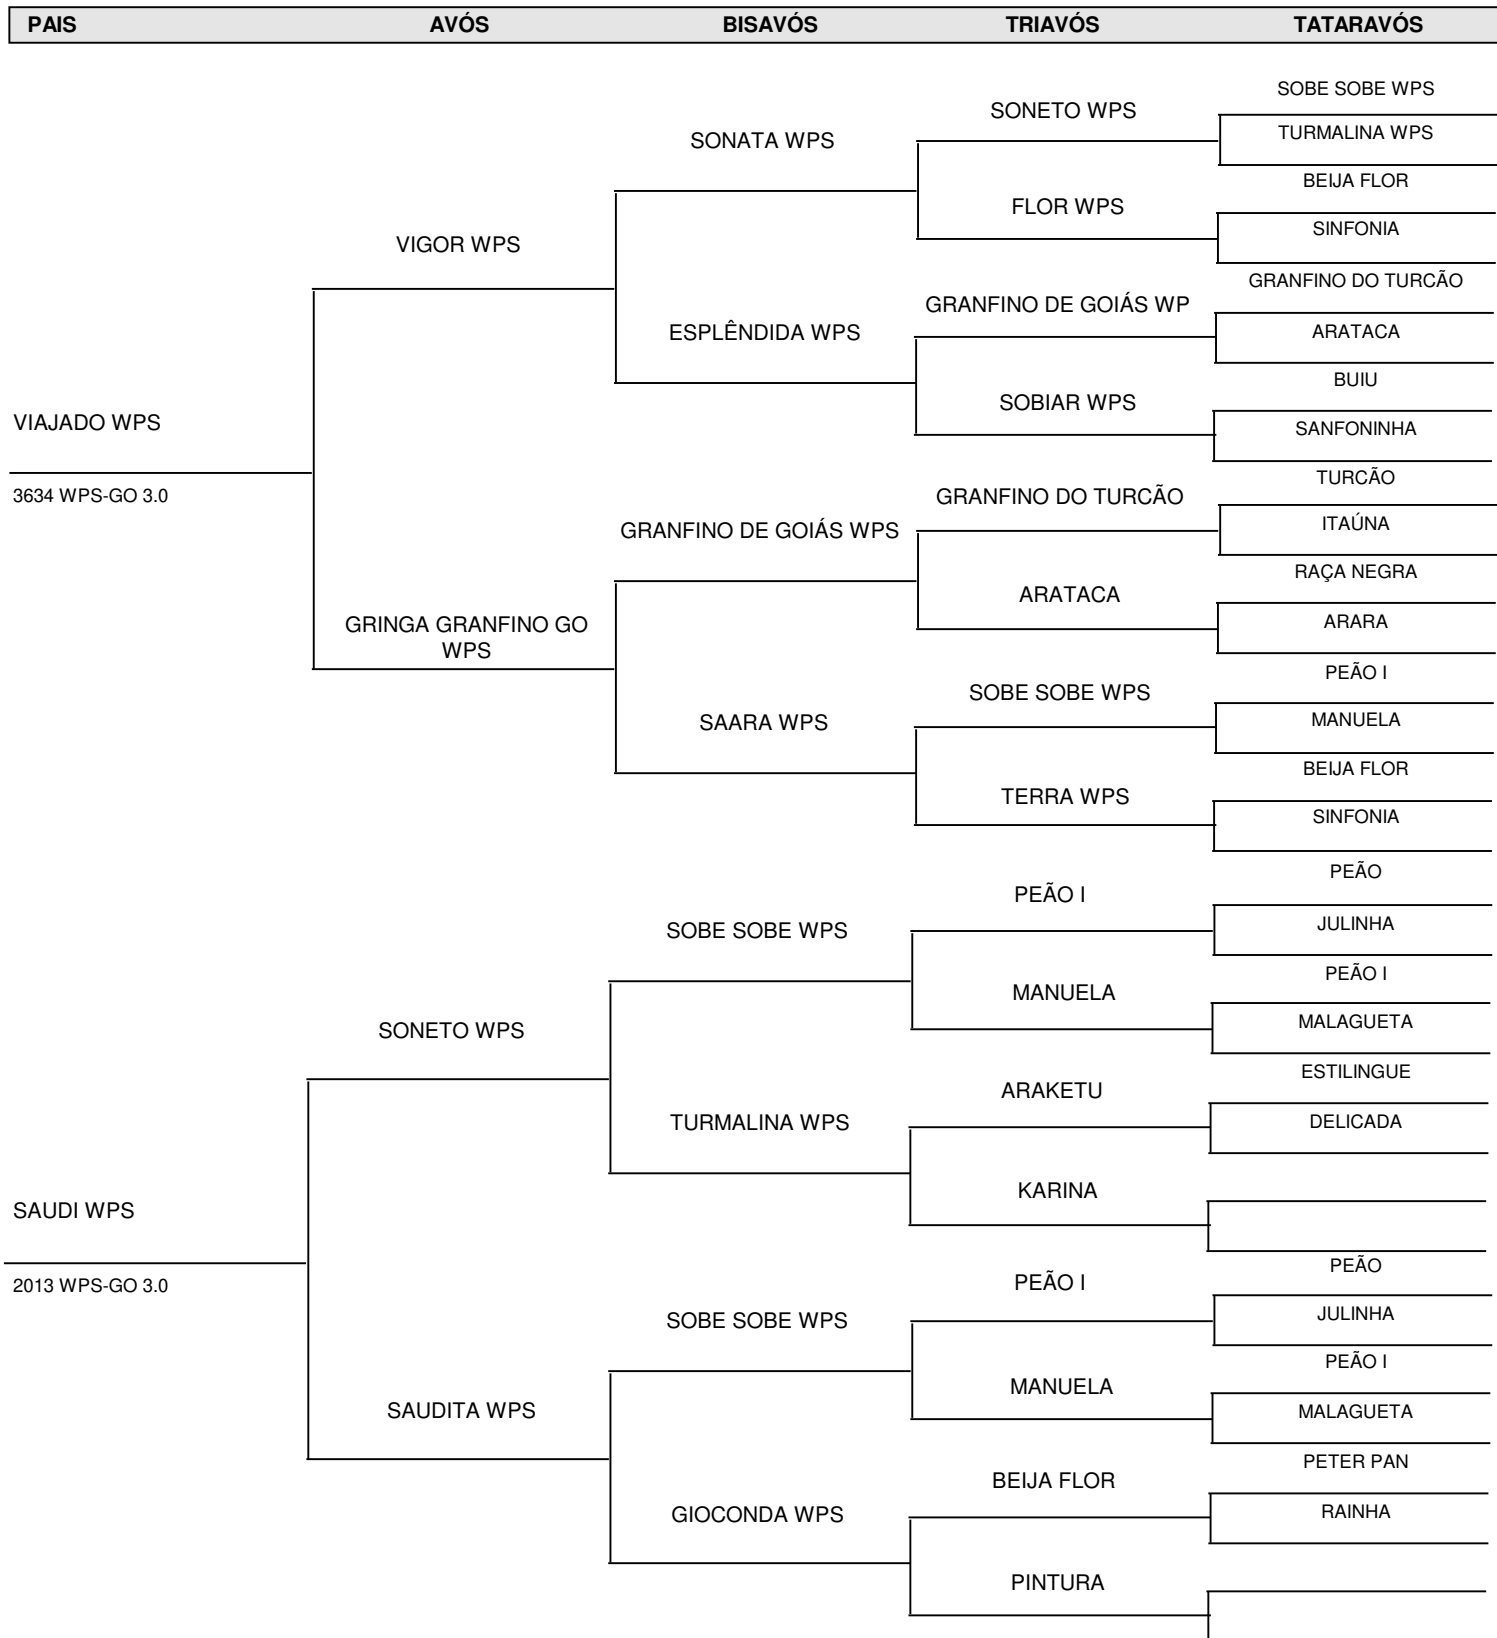 PAIS AVÓS BISAVÓS TRIAVÓS TATARAVÓS
SOBE SOBE WPS
SONETO WPS
TURMALINA WPS
SONATA WPS
BEIJA FLOR
FLOR WPS
SINFONIA
VIGOR WPS
GRANFINO DO TURCÃO
GRANFINO DE GOIÁS WP
ESPLÊNDIDA WPS
ARATACA
BUIU
SOBIAR WPS
VIAJADO WPS
SANFONINHA
TURCÃO
3634 WPS-GO 3.0
GRANFINO DO TURCÃO
ITAÚNA
GRANFINO DE GOIÁS WPS
RAÇA NEGRA
ARATACA
ARARA
GRINGA GRANFINO GO
WPS
PEÃO I
SOBE SOBE WPS
MANUELA
SAARA WPS
BEIJA FLOR
TERRA WPS
SINFONIA
PEÃO
PEÃO I
JULINHA
SOBE SOBE WPS
PEÃO I
MANUELA
MALAGUETA
SONETO WPS
ESTILINGUE
ARAKETU
TURMALINA WPS
DELICADA
KARINA
SAUDI WPS
PEÃO
2013 WPS-GO 3.0
PEÃO I
JULINHA
SOBE SOBE WPS
PEÃO I
MANUELA
SAUDITA WPS
MALAGUETA
PETER PAN
BEIJA FLOR
GIOCONDA WPS
RAINHA
PINTURA